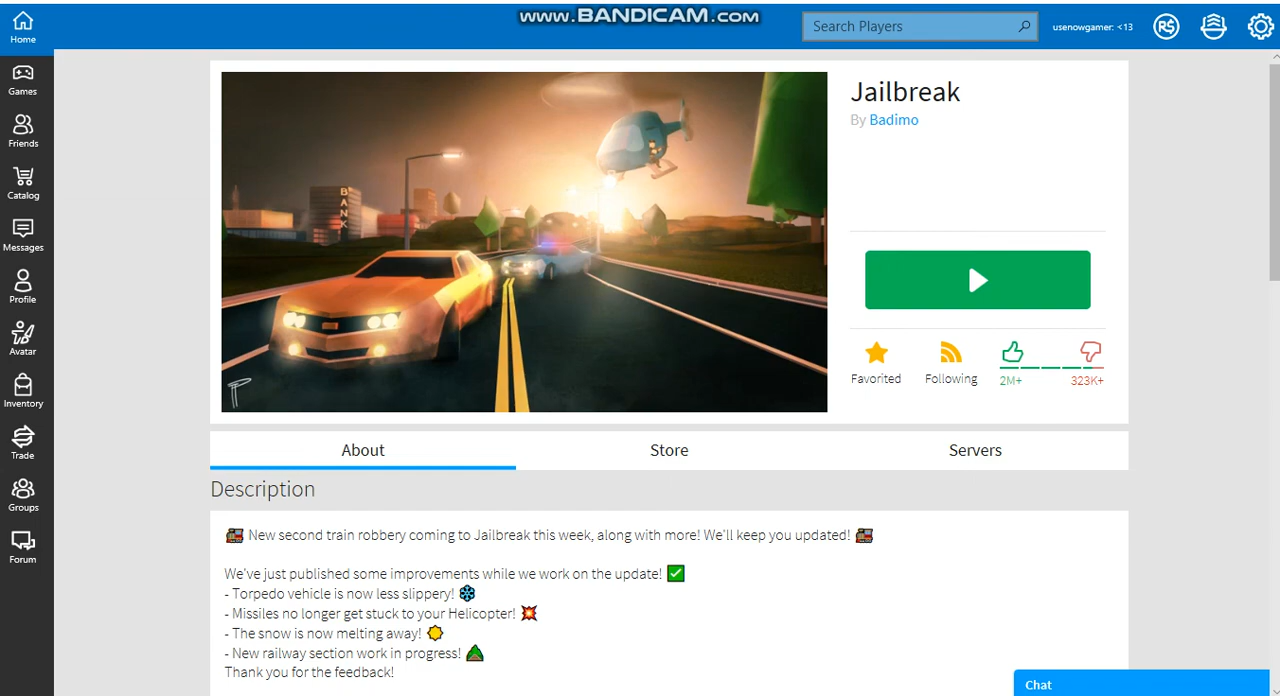 www.BANDICAM.com
Home
Search Players
usenowgamer: <13
R$
Games
Friends
Catalog
Messages
Profile
Avatar
Inventory
Trade
Groups
Forum
BANK
Jailbreak
By Badimo
Favorited
Following
2M+
323K+
About
Store
Servers
Description
🚂 New second train robbery coming to Jailbreak this week, along with more! We'll keep you updated! 🚂
We've just published some improvements while we work on the update! ✅
- Torpedo vehicle is now less slippery! ❄
- Missiles no longer get stuck to your Helicopter! 💥
- The snow is now melting away! ☀
- New railway section work in progress! 🛤
Thank you for the feedback!
Chat